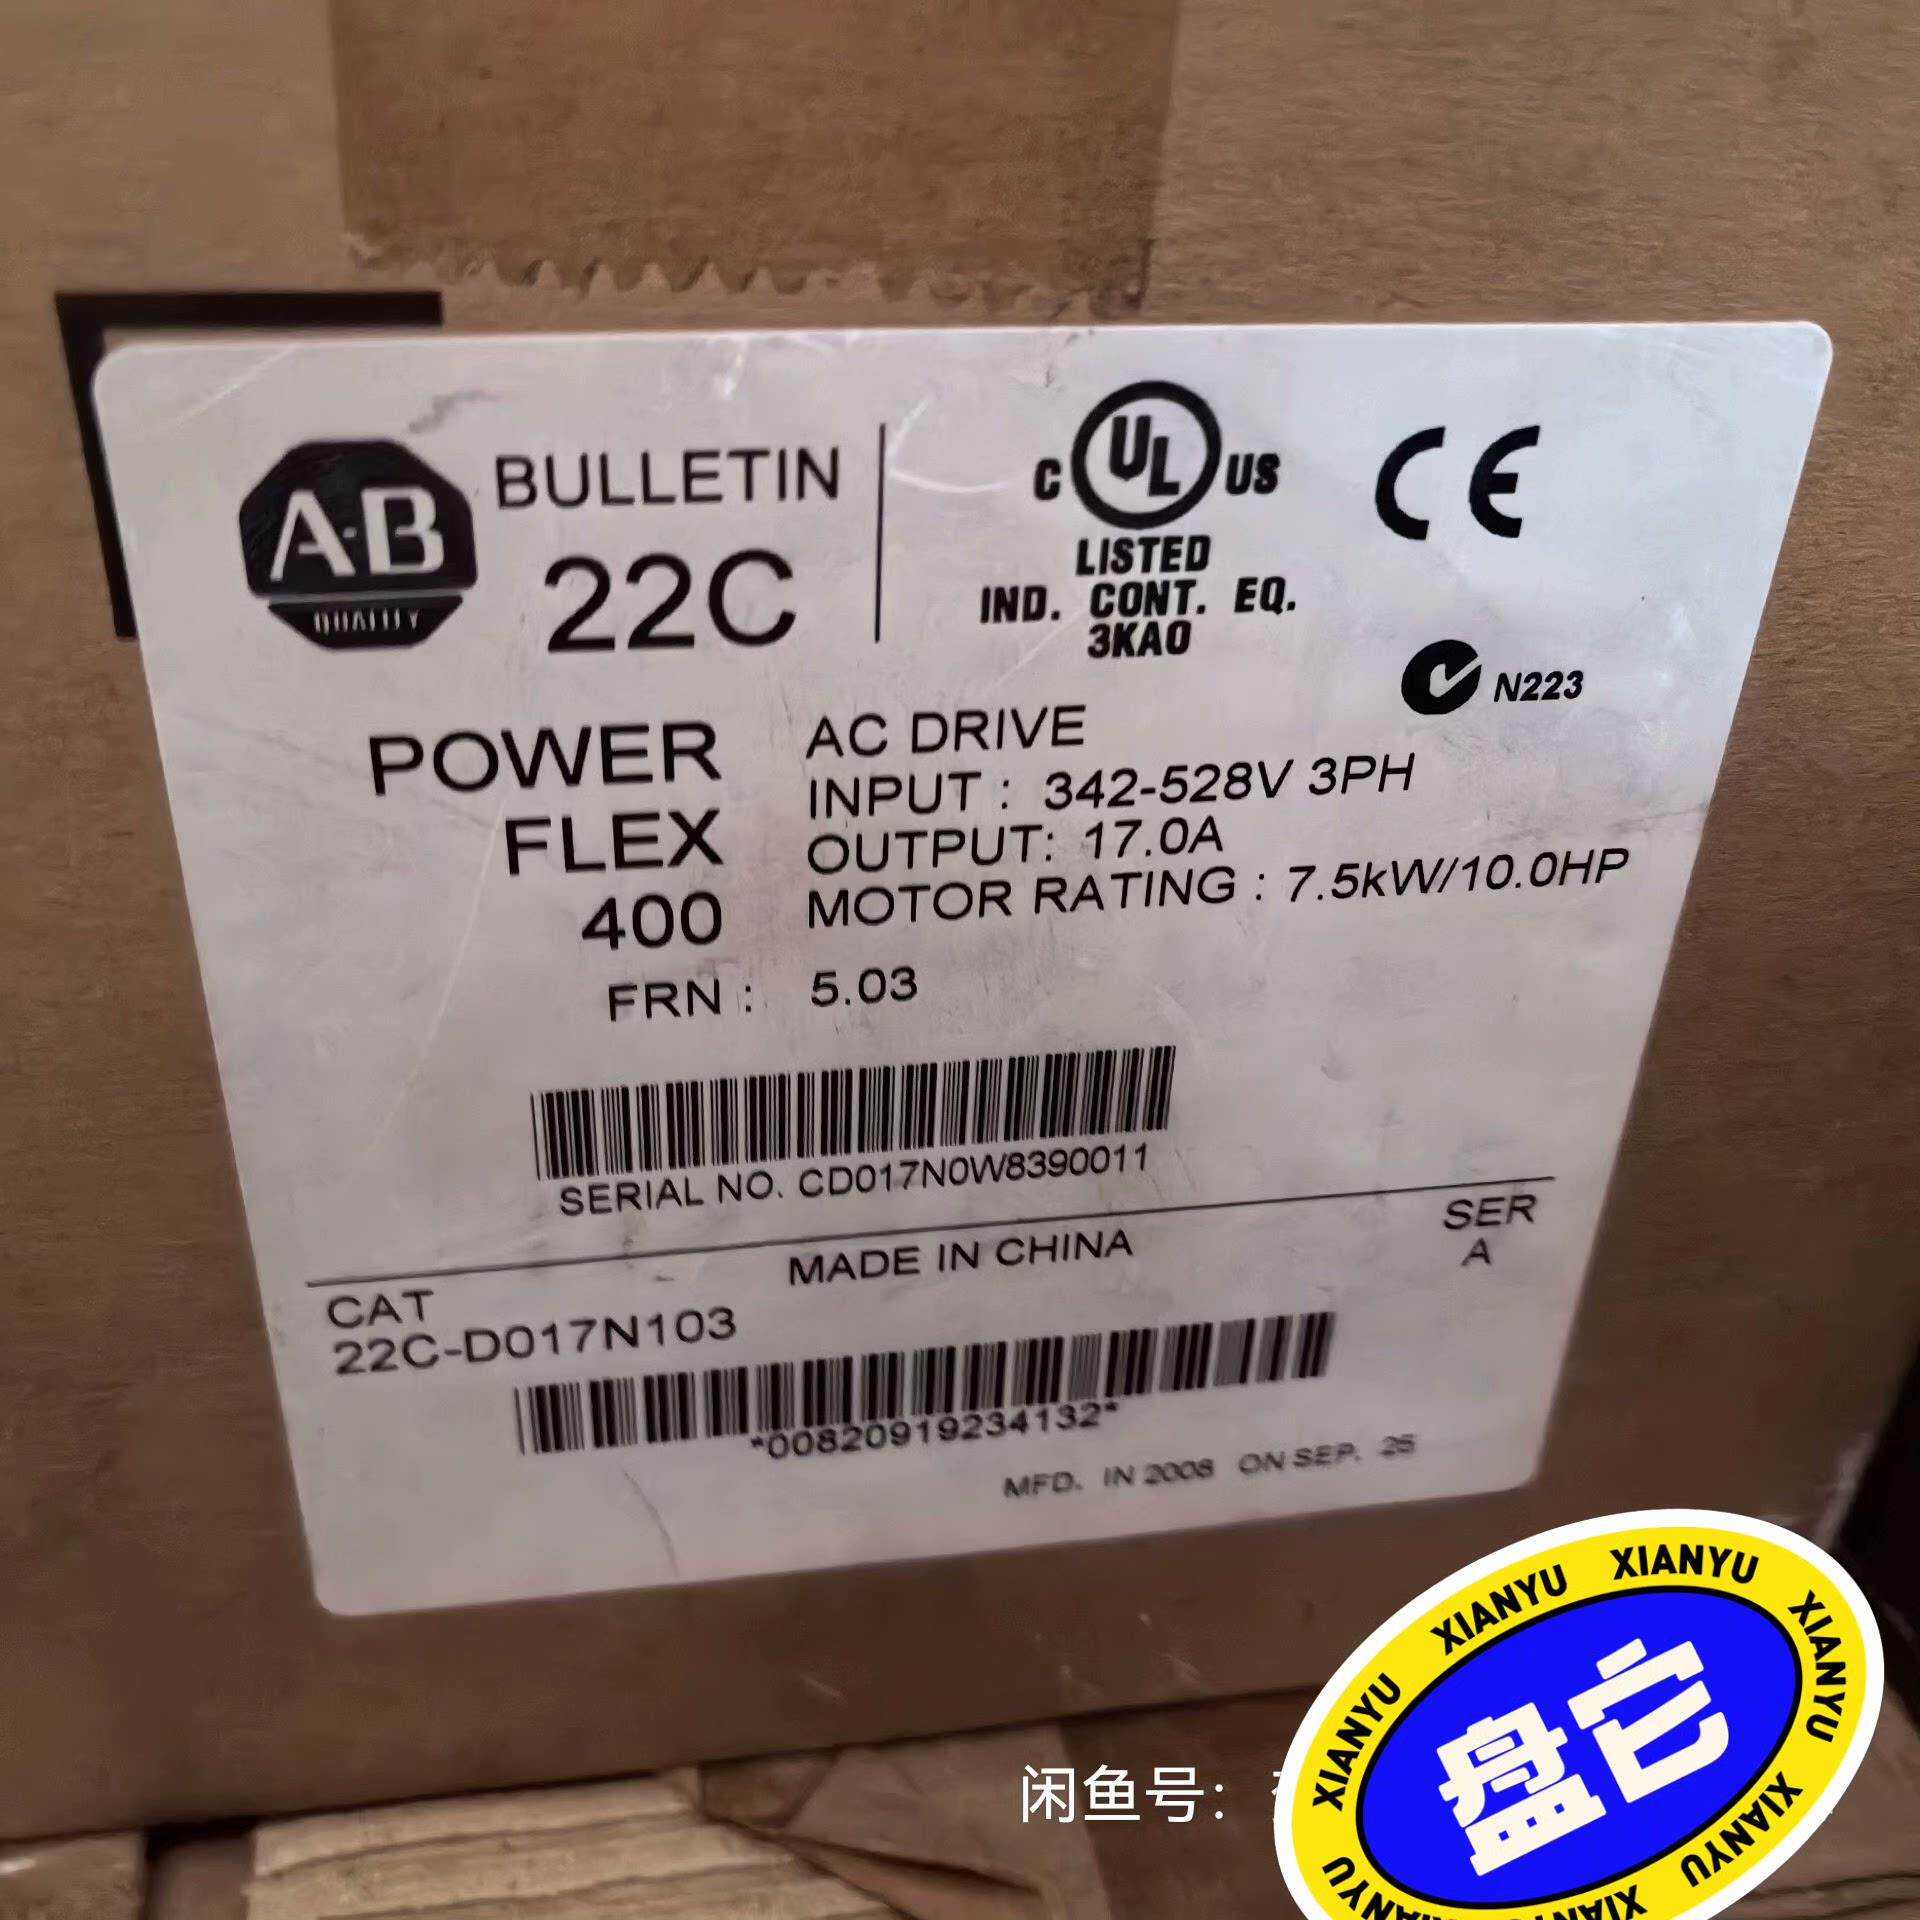 A-B
QUALITY
BULLETIN
22C
C UL US
LISTED
IND. CONT. EQ.
3KA0
CE
N223
POWER
FLEX
400
AC DRIVE
INPUT : 342-528V 3PH
OUTPUT: 17.0A
MOTOR RATING : 7.5kW/10.0HP
FRN : 5.03
SERIAL NO. CD017N0W8390011
MADE IN CHINA
SER
A
CAT
22C-D017N103
*00820919234132*
MFD. IN 2008 ON SEP. 25
闲鱼号：
XIANYU XIANYU XIANYU XIANYU XIANYU XIANYU XIANYU XIANYU XIANYU
盘它